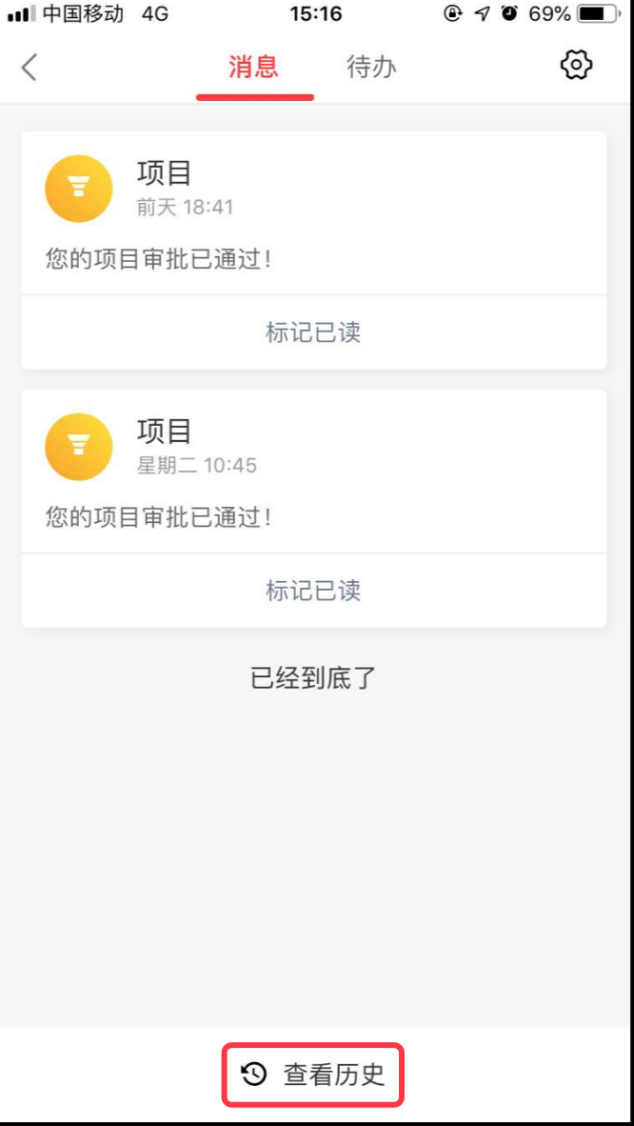 中国移动 4G 15:16 69%
消息 待办
项目
前天 18:41
您的项目审批已通过!
标记已读
项目
星期二 10:45
您的项目审批已通过!
标记已读
已经到底了
查看历史